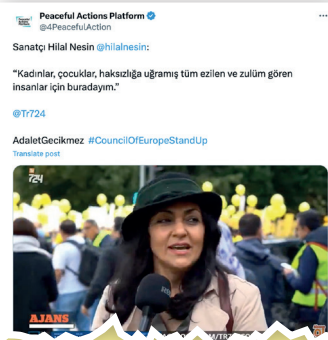 Peaceful Actions Platform
@4PeacefulAction
Sanatçı Hilal Nesin @hilalnesin:
“Kadınlar, çocuklar, haksızlığa uğramış tüm ezilen ve zulüm gören
insanlar için buradayım.”
@Tr724
AdaletGecikmez #CouncilOfEuropeStandUp
Translate post
724
AJANS